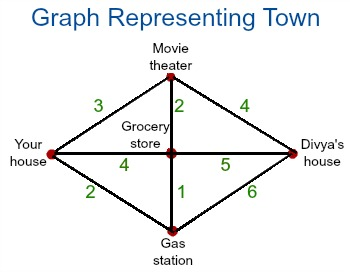 Graph Representing Town
Movie
theater
3
2
4
Grocery
store
Your
house
Divya's
house
4
5
2
1
6
Gas
station